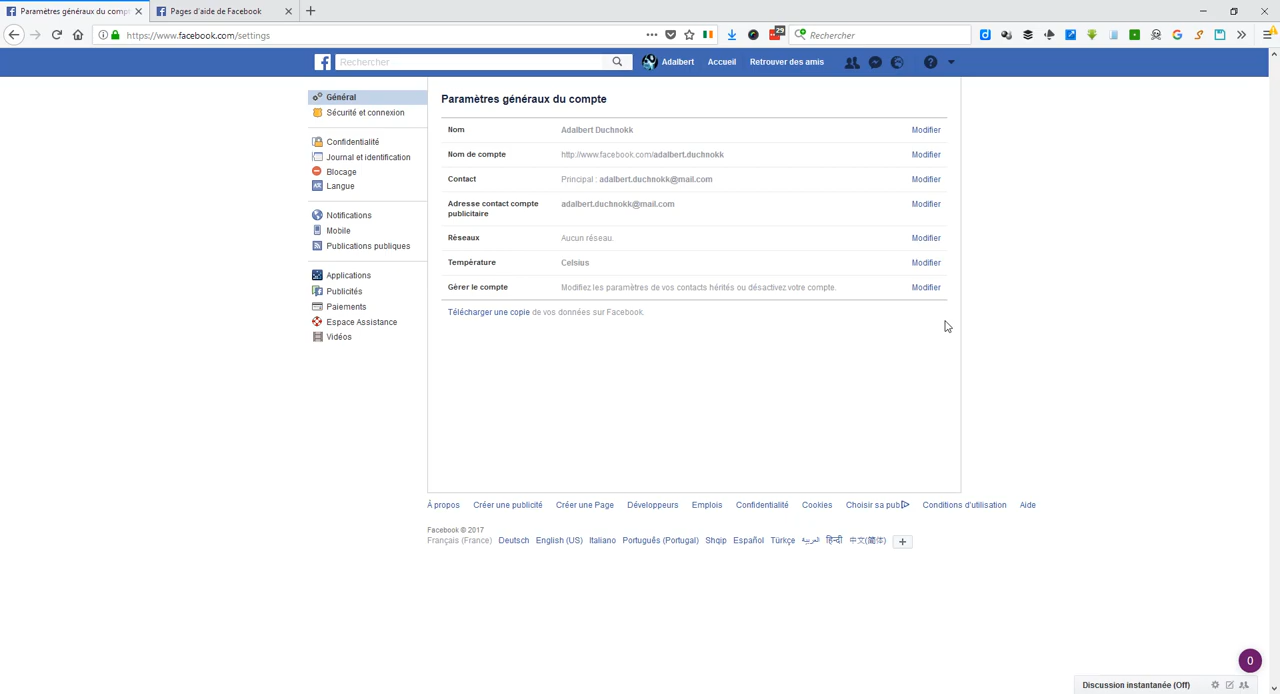 Paramètres généraux du comp
Pages d'aide de Facebook
https://www.facebook.com/settings
29
Rechercher
Rechercher
Adalbert
Accueil
Retrouver des amis
Général
Sécurité et connexion
Confidentialité
Journal et identification
Blocage
Langue
Notifications
Mobile
Publications publiques
Applications
Publicités
Paiements
Espace Assistance
Vidéos
Paramètres généraux du compte
Nom Adalbert Duchnokk Modifier
Nom de compte http://www.facebook.com/adalbert.duchnokk Modifier
Contact Principal : adalbert.duchnokk@mail.com Modifier
Adresse contact compte publicitaire adalbert.duchnokk@mail.com Modifier
Réseaux Aucun réseau. Modifier
Température Celsius Modifier
Gérer le compte Modifiez les paramètres de vos contacts hérités ou désactivez votre compte. Modifier
Télécharger une copie de vos données sur Facebook.
À propos Créer une publicité Créer une Page Développeurs Emplois Confidentialité Cookies Choisir sa pub Conditions d'utilisation Aide
Facebook © 2017
Français (France) Deutsch English (US) Italiano Português (Portugal) Shqip Español Türkçe العربية हिन्दी 中文(简体)
0
Discussion instantanée (Off)